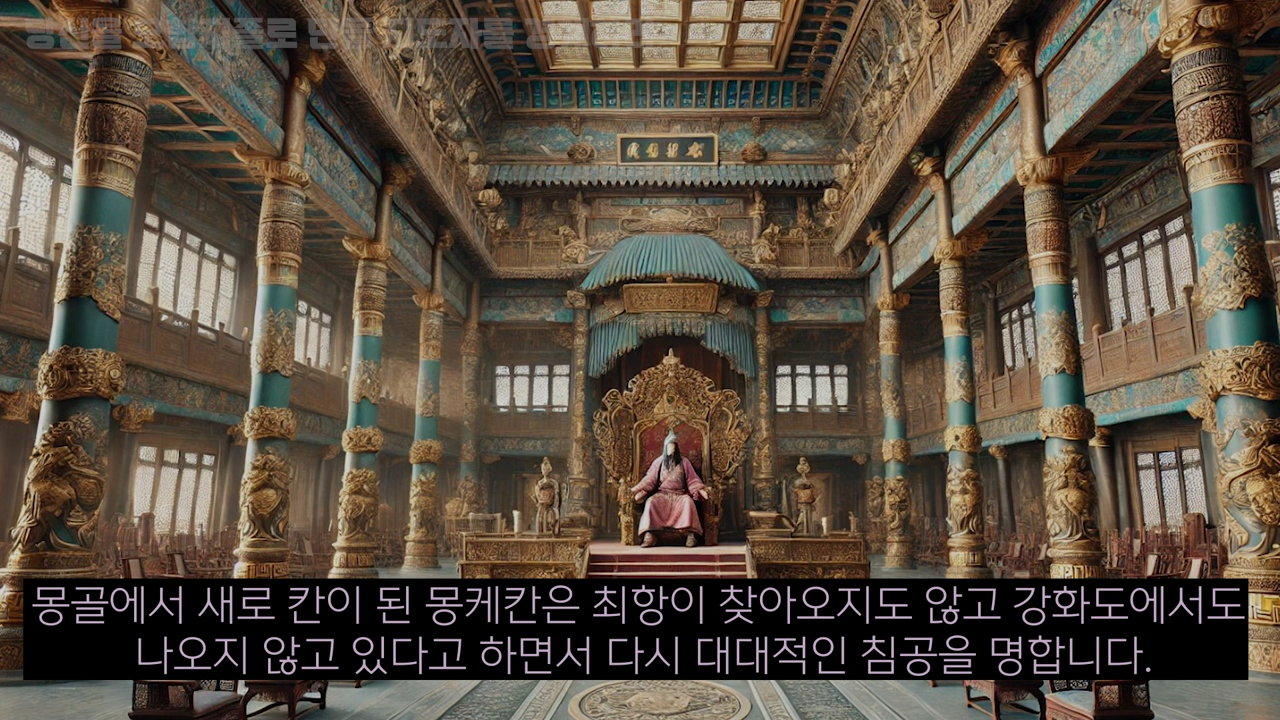 몽골에서 새로 칸이 된 몽케칸은 최항이 찾아오지도 않고 강화도에서도
나오지 않고 있다고 하면서 다시 대대적인 침공을 명합니다.